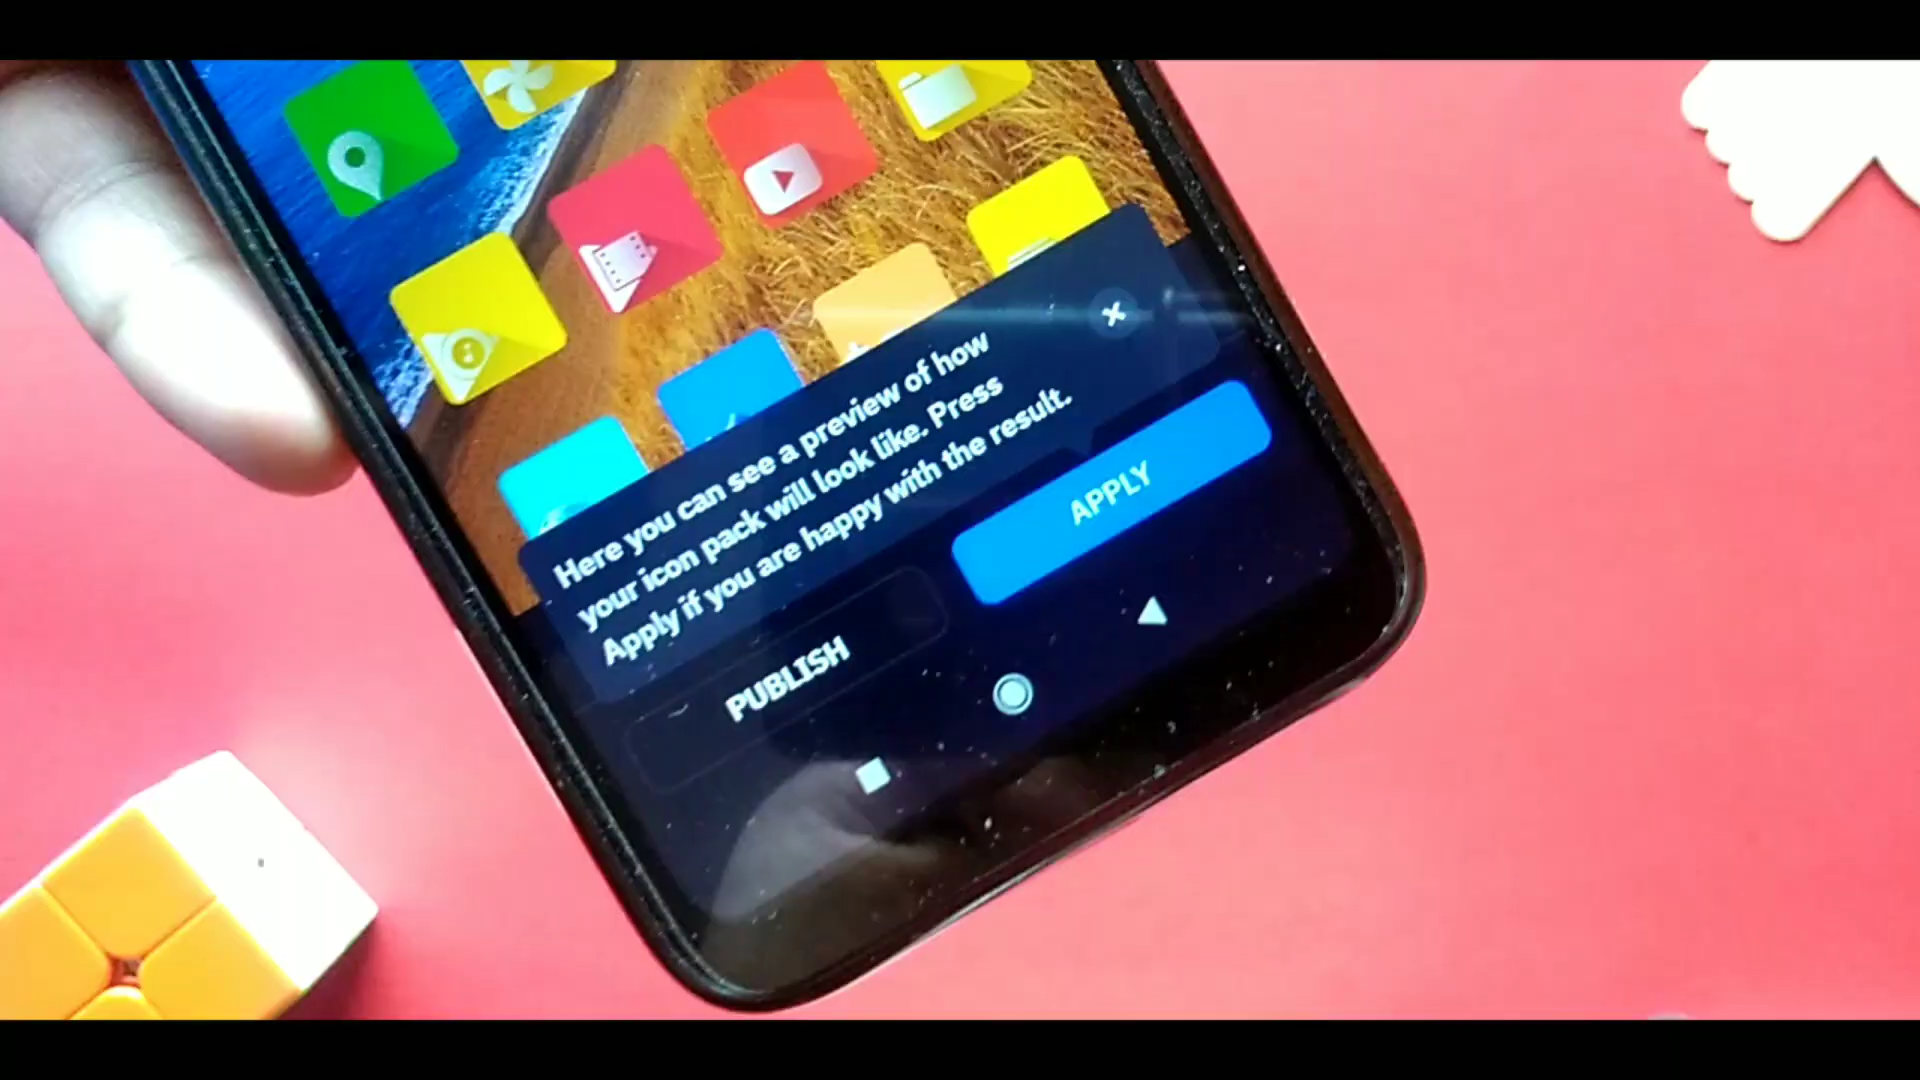 Here you can see a preview of how
your icon pack will look like. Press
Apply if you are happy with the result.
PUBLISH
APPLY